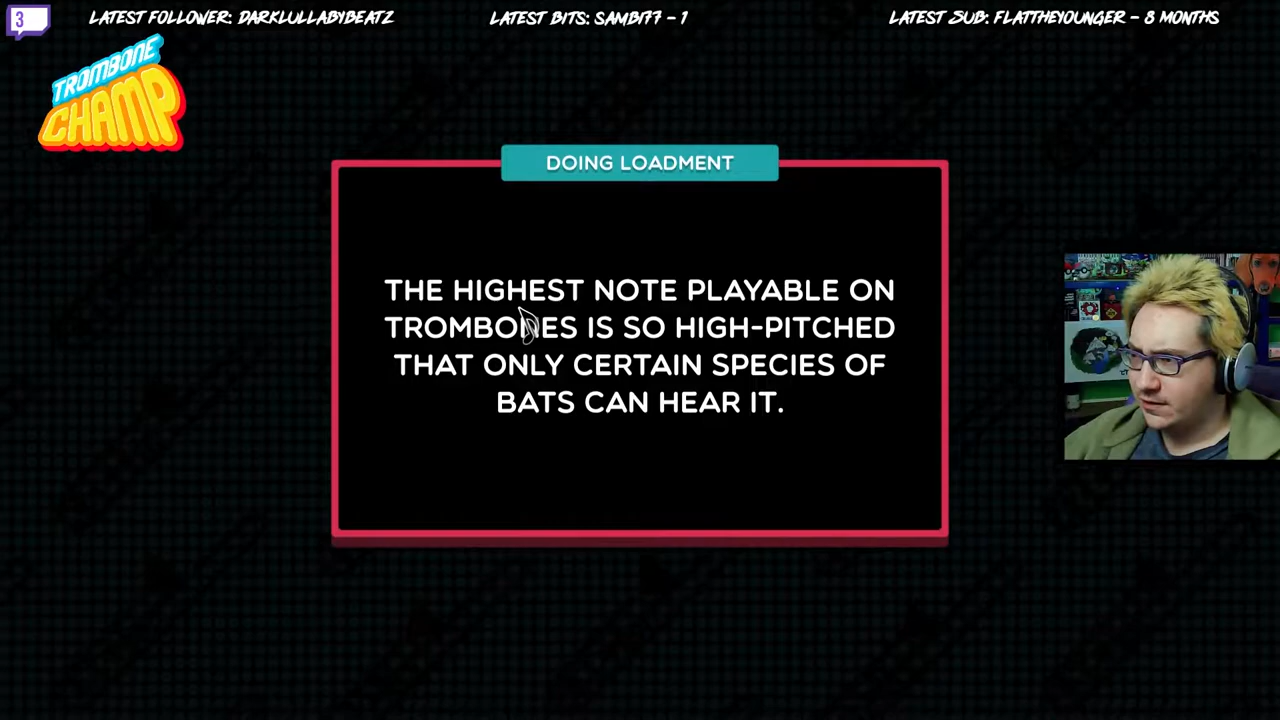 3
LATEST FOLLOWER: DARKLULLABYBEATZ
LATEST BITS: SAMBI77 - 1
LATEST SUB: FLATTHEYOUNGER - 8 MONTHS
TROMBONE
CHAMP
DOING LOADMENT
THE HIGHEST NOTE PLAYABLE ON
TROMBONES IS SO HIGH-PITCHED
THAT ONLY CERTAIN SPECIES OF
BATS CAN HEAR IT.